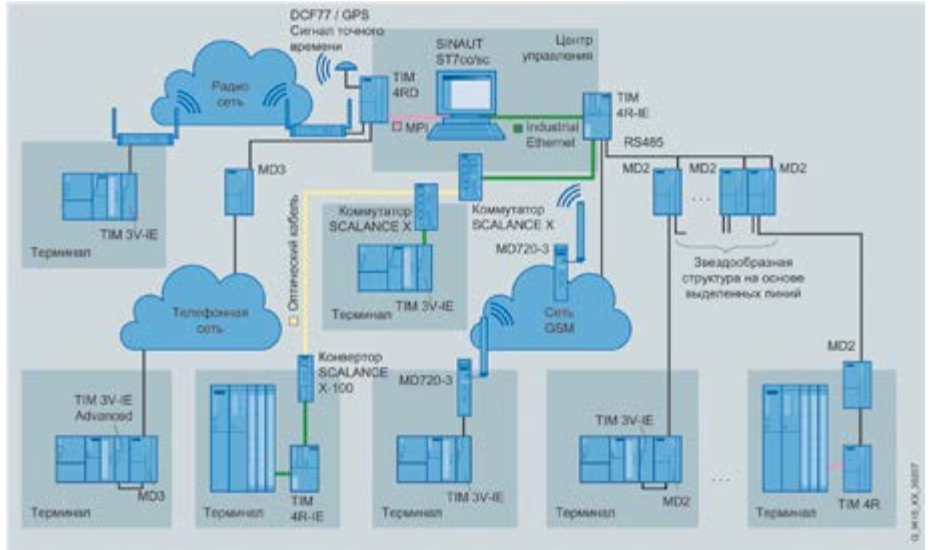 DCF77 / GPS
Сигнал точного
времени
SINAUT
ST7cc/sc
Центр
управления
Радио
сеть
TIM
4RD
MPI
Industrial
Ethernet
TIM
4R-IE
RS485
MD3
MD2
MD2
MD2
...
TIM 3V-IE
Терминал
Оптический кабель
Коммутатор
SCALANCE X
Коммутатор
SCALANCE X
MD720-3
Звездообразная
структура на основе
выделенных линий
TIM 3V-IE
Терминал
Телефонная
сеть
Сеть
GSM
Конвертор
SCALANCE
X-100
MD720-3
MD2
TIM 3V-IE
Advanced
MD3
Терминал
TIM
4R-IE
Терминал
TIM 3V-IE
Терминал
TIM 3V-IE
MD2
Терминал
...
TIM 4R
Терминал